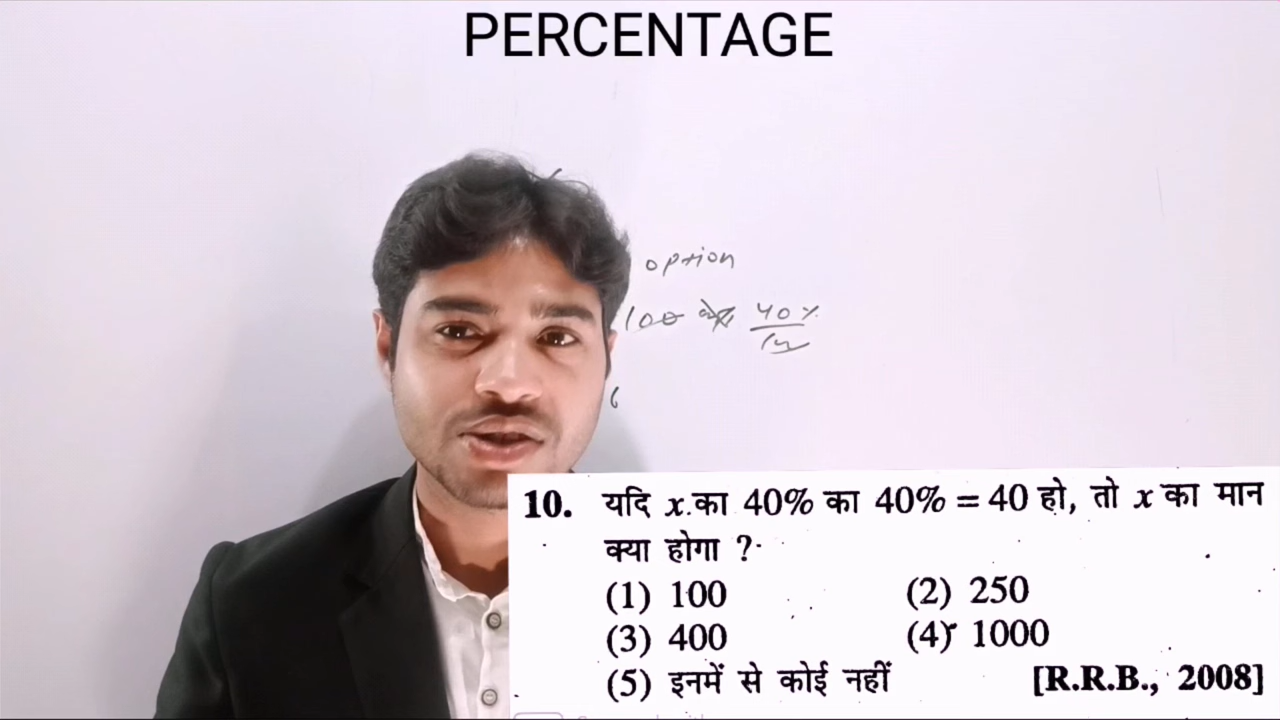 PERCENTAGE
option
100 का 40%
10. यदि x का 40% का 40% = 40 हो, तो x का मान
क्या होगा ?
(1) 100 (2) 250
(3) 400 (4) 1000
(5) इनमें से कोई नहीं [R.R.B., 2008]